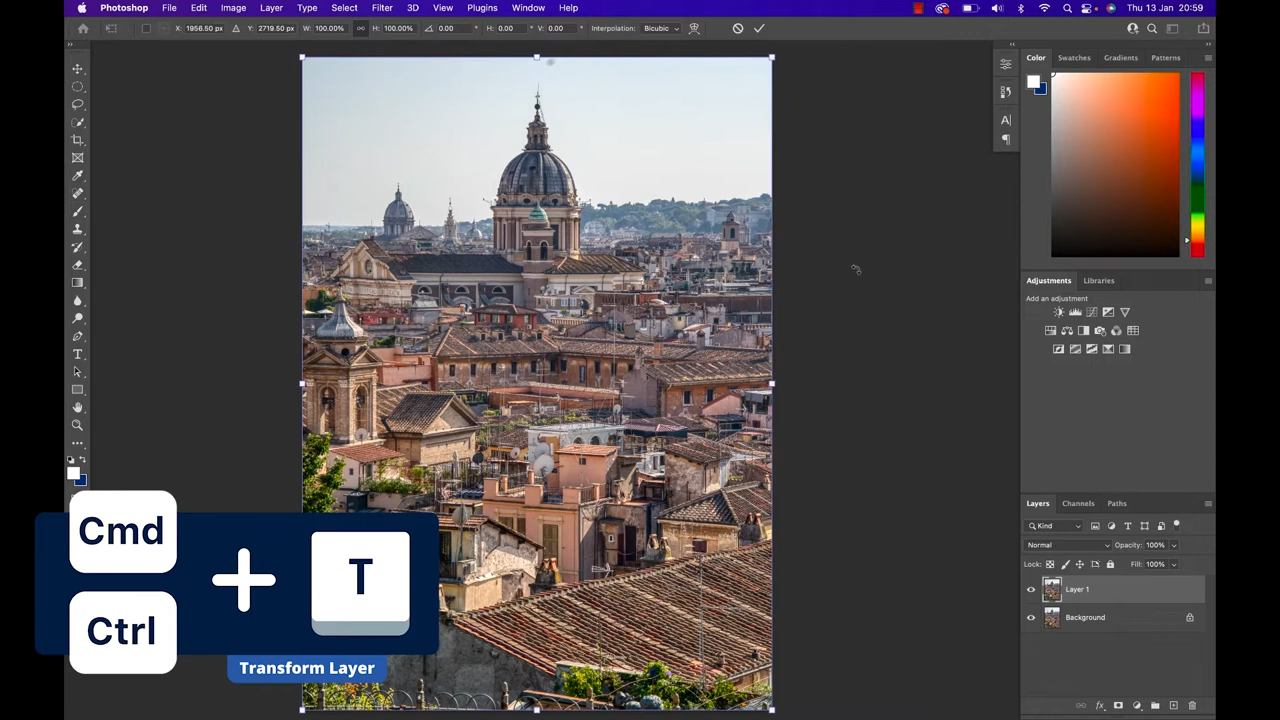 Photoshop File Edit Image Layer Type Select Filter 3D View Plugins Window Help Thu 13 Jan 20:59
X: 1956.50 px Y: 2719.50 px W: 100.00% H: 100.00% 0.00 ° H: 0.00 ° V: 0.00 ° Interpolation: Bicubic
Color Swatches Gradients Patterns
Adjustments Libraries
Add an adjustment
Layers Channels Paths
Kind
Normal Opacity: 100%
Lock: Fill: 100%
Layer 1
Background
Cmd
Ctrl
+ T
Transform Layer